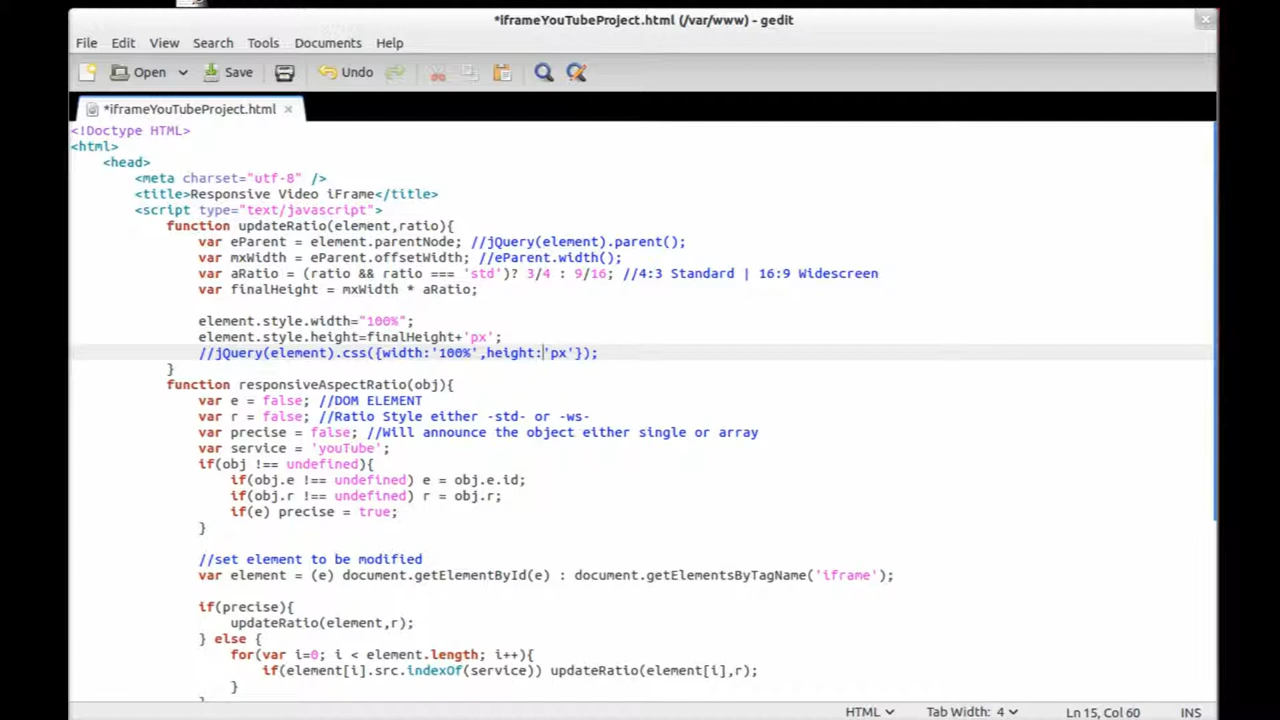 *iframeYouTubeProject.html (/var/www) - gedit
File Edit View Search Tools Documents Help
Open Save Undo
*iframeYouTubeProject.html
<!Doctype HTML>
<html>
<head>
<meta charset="utf-8" />
<title>Responsive Video iFrame</title>
<script type="text/javascript">
function updateRatio(element,ratio){
var eParent = element.parentNode; //jQuery(element).parent();
var mxWidth = eParent.offsetWidth; //eParent.width();
var aRatio = (ratio && ratio === 'std')? 3/4 : 9/16; //4:3 Standard | 16:9 Widescreen
var finalHeight = mxWidth * aRatio;
element.style.width="100%";
element.style.height=finalHeight+'px';
//jQuery(element).css({width:'100%',height:'px'});
}
function responsiveAspectRatio(obj){
var e = false; //DOM ELEMENT
var r = false; //Ratio Style either -std- or -ws-
var precise = false; //Will announce the object either single or array
var service = 'youTube';
if(obj !== undefined){
if(obj.e !== undefined) e = obj.e.id;
if(obj.r !== undefined) r = obj.r;
if(e) precise = true;
}
//set element to be modified
var element = (e) document.getElementById(e) : document.getElementsByTagName('iframe');
if(precise){
updateRatio(element,r);
} else {
for(var i=0; i < element.length; i++){
if(element[i].src.indexOf(service)) updateRatio(element[i],r);
}
HTML Tab Width: 4 Ln 15, Col 60 INS